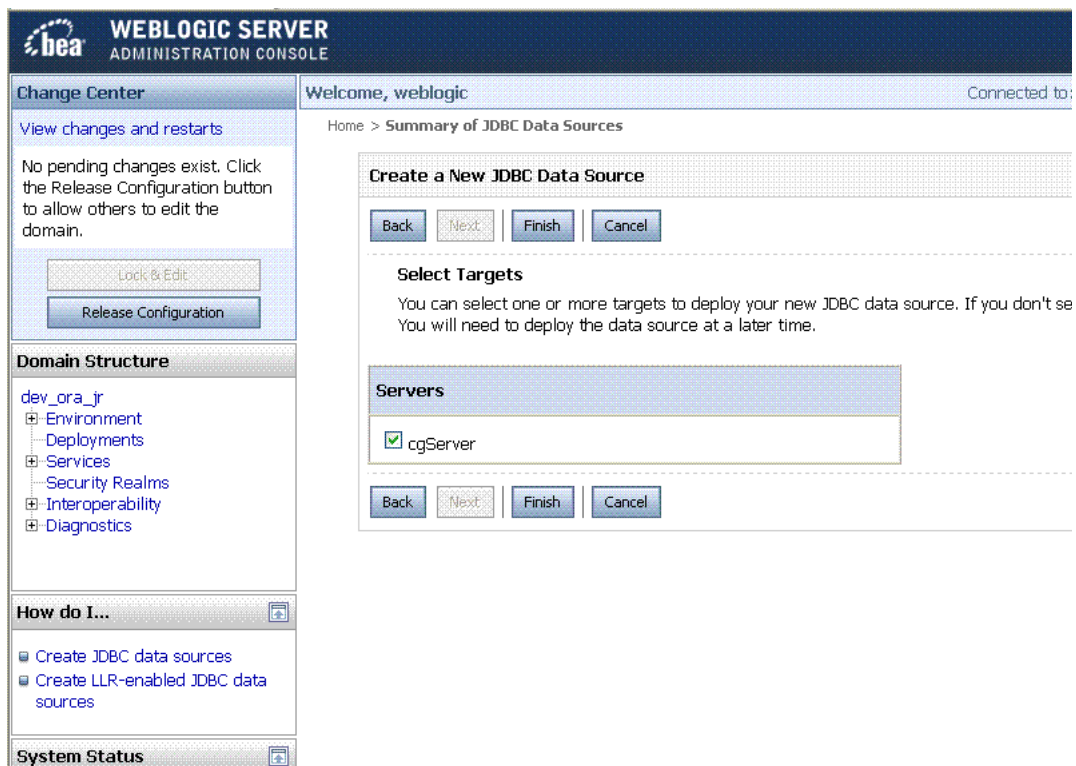 bea
WEBLOGIC SERVER
ADMINISTRATION CONSOLE
Change Center
View changes and restarts
No pending changes exist. Click
the Release Configuration button
to allow others to edit the
domain.
Lock & Edit
Release Configuration
Domain Structure
dev_ora_jr
Environment
Deployments
Services
Security Realms
Interoperability
Diagnostics
How do I...
Create JDBC data sources
Create LLR-enabled JDBC data
sources
System Status
Welcome, weblogic
Connected to:
Home > Summary of JDBC Data Sources
Create a New JDBC Data Source
Back Next Finish Cancel
Select Targets
You can select one or more targets to deploy your new JDBC data source. If you don't se
You will need to deploy the data source at a later time.
Servers
cgServer
Back Next Finish Cancel